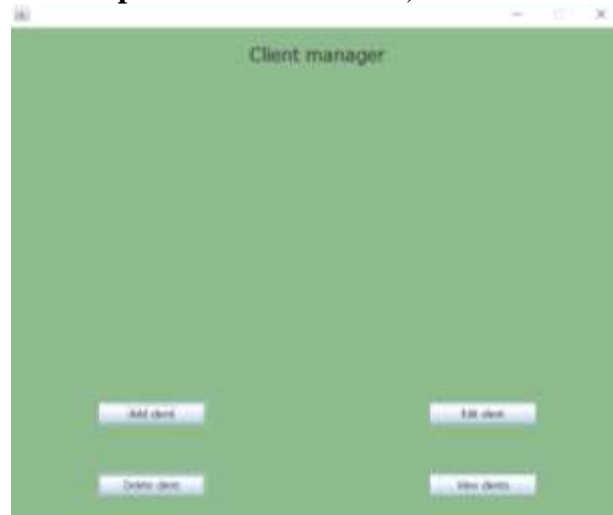 Client manager
Add client
Edit client
Delete client
View clients